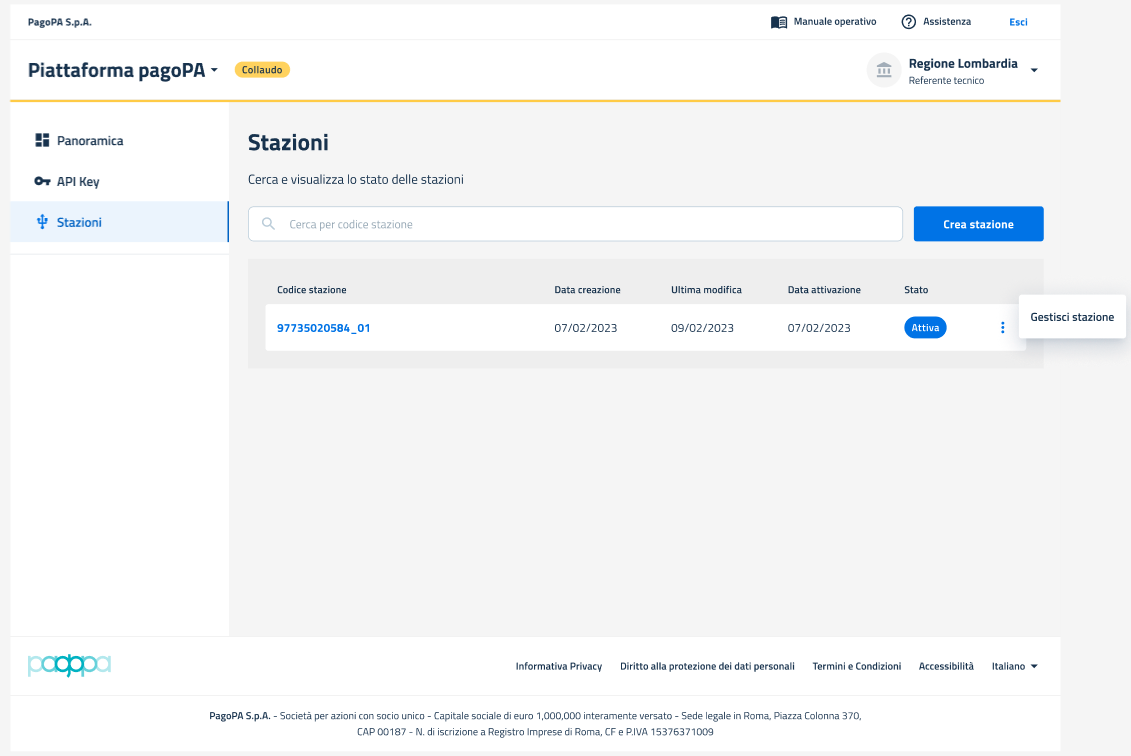 PagoPA S.p.A.
Manuale operativo
Assistenza
Esci
Piattaforma pagoPA
Collaudo
Regione Lombardia
Referente tecnico
Panoramica
API Key
Stazioni
Stazioni
Cerca e visualizza lo stato delle stazioni
Cerca per codice stazione
Crea stazione
Codice stazione Data creazione Ultima modifica Data attivazione Stato
97735020584_01 07/02/2023 09/02/2023 07/02/2023 Attiva
Gestisci stazione
pagopa
Informativa Privacy Diritto alla protezione dei dati personali Termini e Condizioni Accessibilità Italiano
PagoPA S.p.A. - Società per azioni con socio unico - Capitale sociale di euro 1,000,000 interamente versato - Sede legale in Roma, Piazza Colonna 370,
CAP 00187 - N. di iscrizione a Registro Imprese di Roma, CF e P.IVA 15376371009